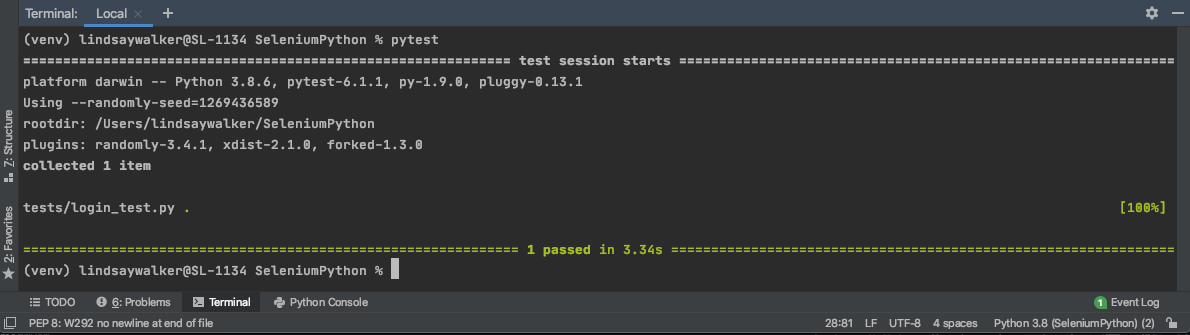 Terminal: Local × +
(venv) lindsaywalker@SL-1134 SeleniumPython % pytest
============================================================= test session starts ==============================================================
platform darwin -- Python 3.8.6, pytest-6.1.1, py-1.9.0, pluggy-0.13.1
Using --randomly-seed=1269436589
rootdir: /Users/lindsaywalker/SeleniumPython
plugins: randomly-3.4.1, xdist-2.1.0, forked-1.3.0
collected 1 item
tests/login_test.py . [100%]
============================================================== 1 passed in 3.34s ===============================================================
(venv) lindsaywalker@SL-1134 SeleniumPython %
Z: Structure
2: Favorites
TODO 6: Problems Terminal Python Console 1 Event Log
PEP 8: W292 no newline at end of file 28:81 LF UTF-8 4 spaces Python 3.8 (SeleniumPython) (2)